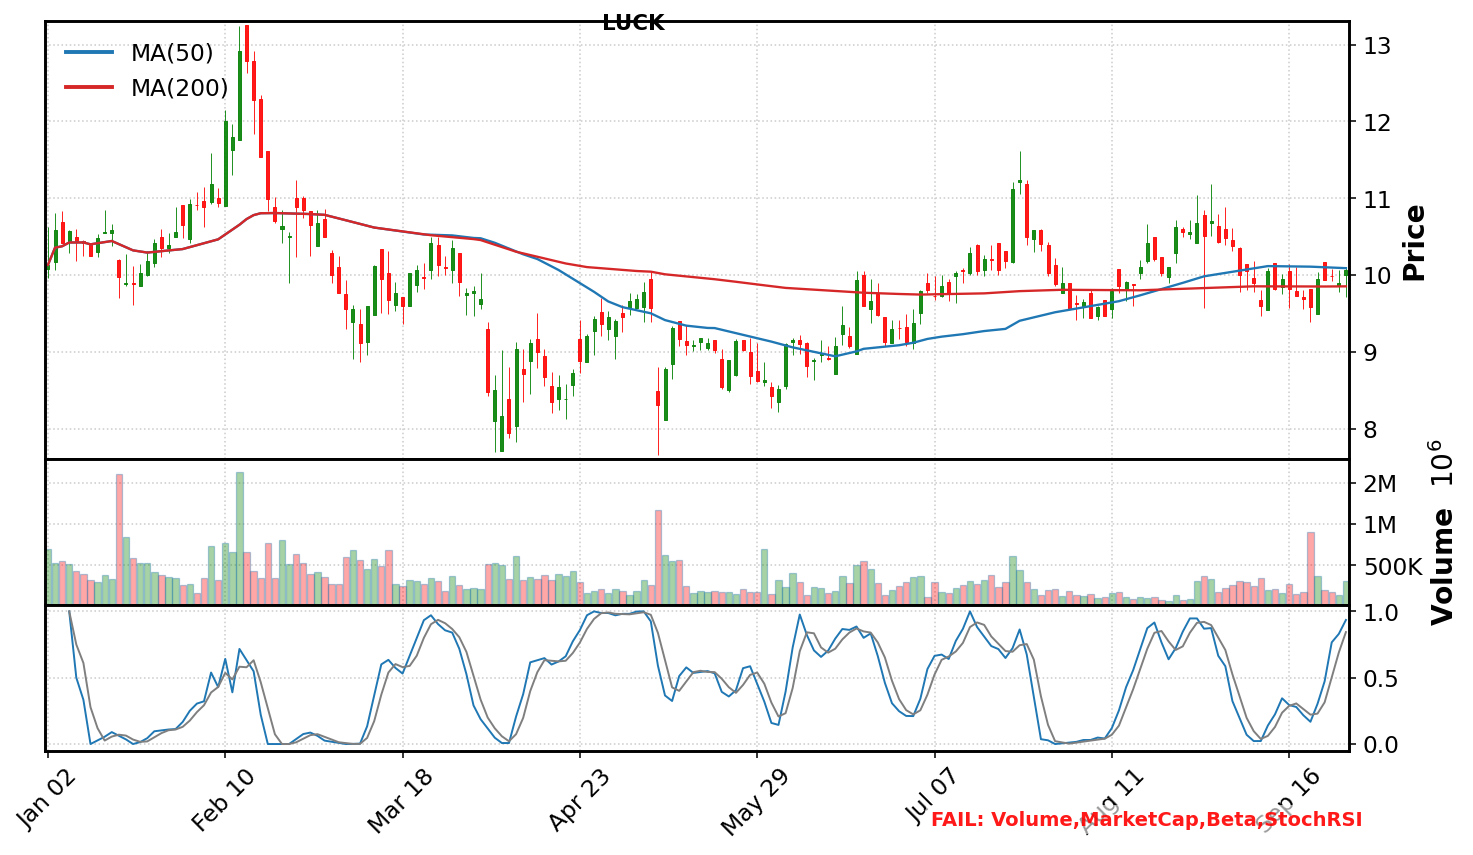 LUCK
MA(50)
MA(200)
13
12
11
10
9
8
Price
2M
1M
500K
Volume 10⁶
1.0
0.5
0.0
Jan 02
Feb 10
Mar 18
Apr 23
May 29
Jul 07
Aug 11
Sep 16
FAIL: Volume,MarketCap,Beta,StochRSI